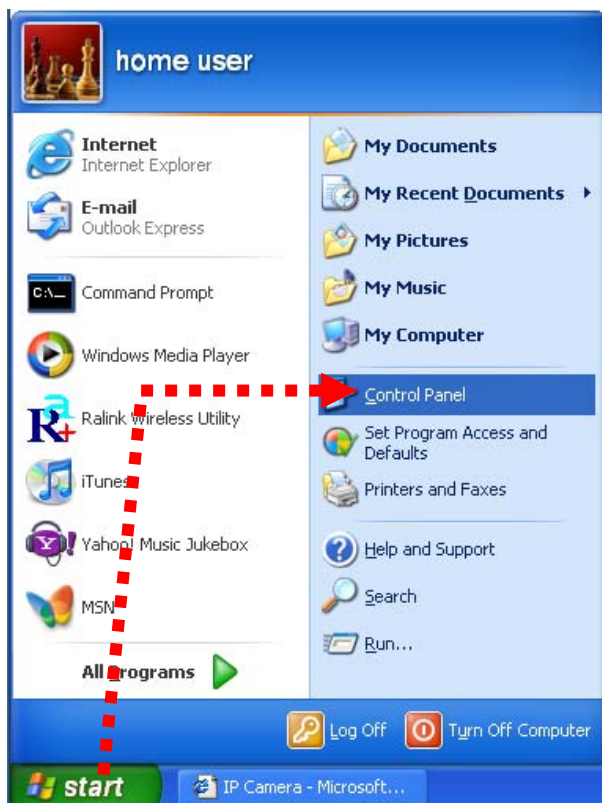 home user
Internet
Internet Explorer
E-mail
Outlook Express
C:\_ Command Prompt
Windows Media Player
Ralink Wireless Utility
iTunes
Yahoo! Music Jukebox
MSN
All Programs
My Documents
My Recent Documents
My Pictures
My Music
My Computer
Control Panel
Set Program Access and
Defaults
Printers and Faxes
Help and Support
Search
Run...
Log Off
Turn Off Computer
start
IP Camera - Microsoft...